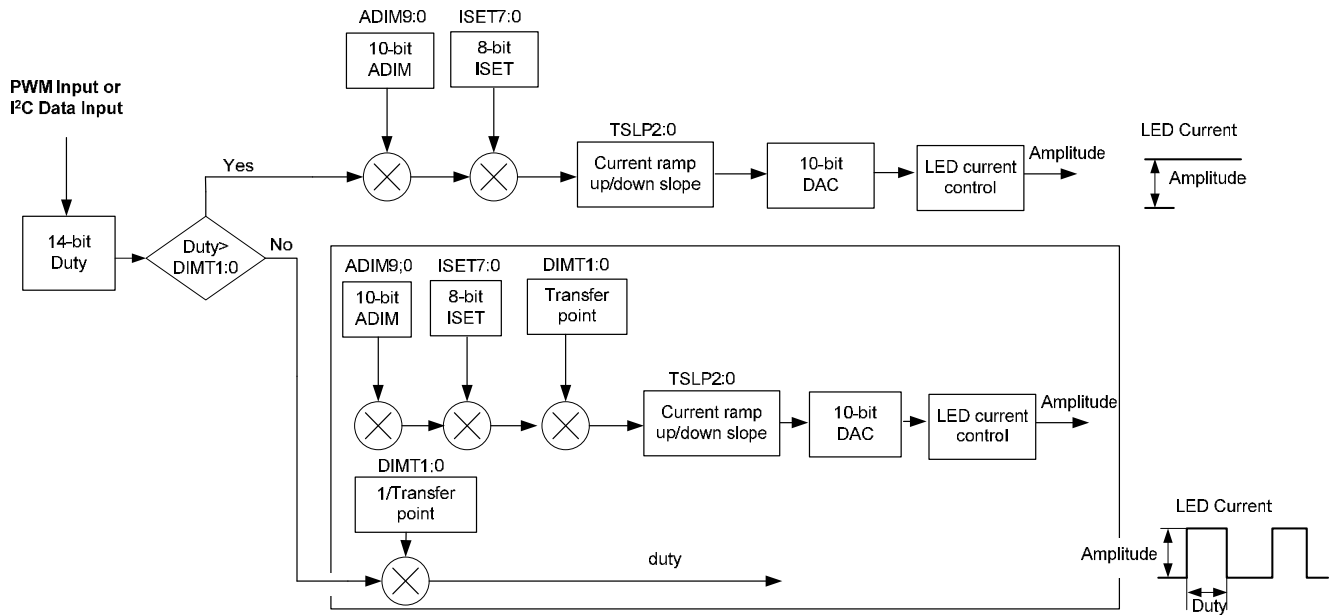 ADIM9:0
ISET7:0
10-bit
ADIM
8-bit
ISET
PWM Input or
I²C Data Input
TSLP2:0
LED Current
Yes
Current ramp
up/down slope
10-bit
DAC
LED current
control
Amplitude
Amplitude
14-bit
Duty
Duty>
DIMT1:0
No
ADIM9;0
ISET7:0
DIMT1:0
10-bit
ADIM
8-bit
ISET
Transfer
point
TSLP2:0
Current ramp
up/down slope
10-bit
DAC
LED current
control
Amplitude
DIMT1:0
1/Transfer
point
duty
LED Current
Amplitude
Duty